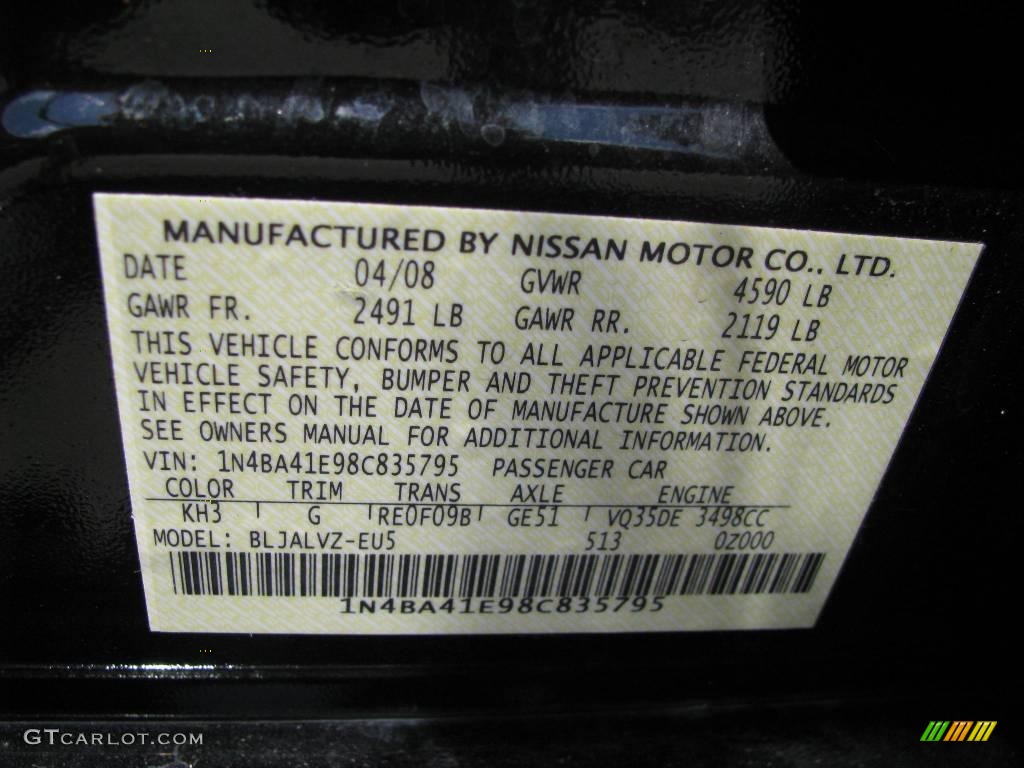 MANUFACTURED BY NISSAN MOTOR CO., LTD.
DATE 04/08 GVWR 4590 LB
GAWR FR. 2491 LB GAWR RR. 2119 LB
THIS VEHICLE CONFORMS TO ALL APPLICABLE FEDERAL MOTOR
VEHICLE SAFETY, BUMPER AND THEFT PREVENTION STANDARDS
IN EFFECT ON THE DATE OF MANUFACTURE SHOWN ABOVE.
SEE OWNERS MANUAL FOR ADDITIONAL INFORMATION.
VIN: 1N4BA41E98C835795 PASSENGER CAR
COLOR TRIM TRANS AXLE ENGINE
KH3 G RE0F09B GE51 VQ35DE 3498CC
MODEL: BLJALVZ-EU5 513 0Z000
1N4BA41E98C835795
GTCARLOT.COM